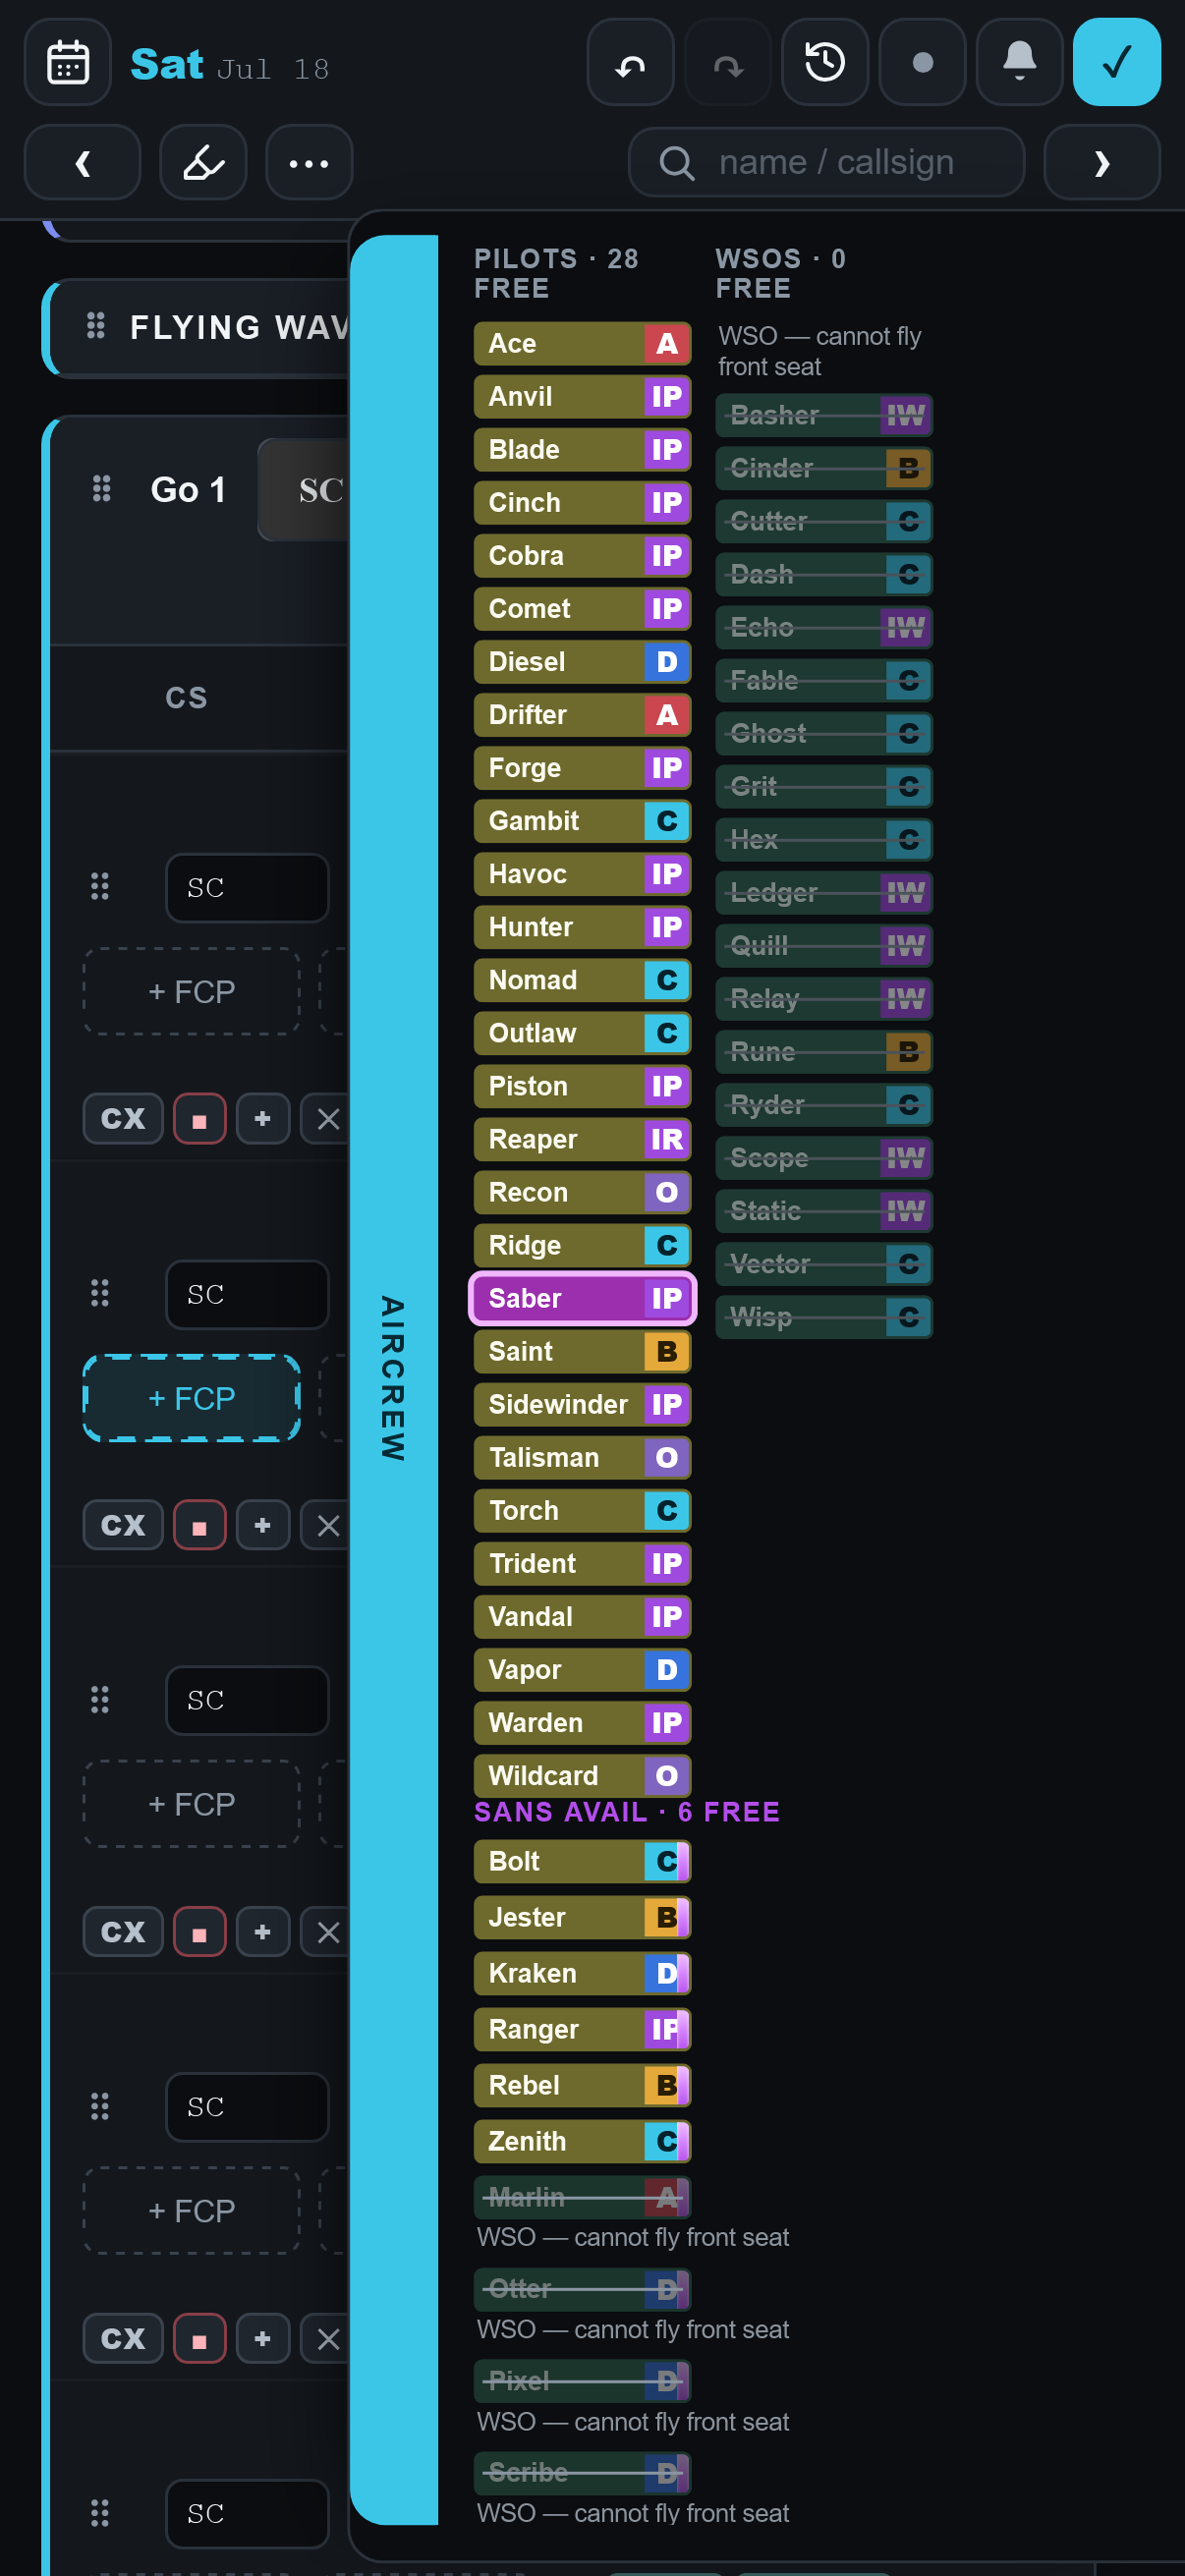 Sat Jul 18
name / callsign
FLYING WAV
Go 1 SC
CS
SC
+ FCP
CX + ×
SC
+ FCP
CX + ×
SC
+ FCP
CX + ×
SC
+ FCP
CX + ×
SC
AIRCREW
PILOTS · 28
FREE
Ace A
Anvil IP
Blade IP
Cinch IP
Cobra IP
Comet IP
Diesel D
Drifter A
Forge IP
Gambit C
Havoc IP
Hunter IP
Nomad C
Outlaw C
Piston IP
Reaper IR
Recon O
Ridge C
Saber IP
Saint B
Sidewinder IP
Talisman O
Torch C
Trident IP
Vandal IP
Vapor D
Warden IP
Wildcard O
WSOS · 0
FREE
WSO — cannot fly
front seat
Basher IW
Cinder B
Cutter C
Dash C
Echo IW
Fable C
Ghost C
Grit C
Hex C
Ledger IW
Quill IW
Relay IW
Rune B
Ryder C
Scope IW
Static IW
Vector C
Wisp C
SANS AVAIL · 6 FREE
Bolt C
Jester B
Kraken D
Ranger IP
Rebel B
Zenith C
Marlin A
WSO — cannot fly front seat
Otter D
WSO — cannot fly front seat
Pixel D
WSO — cannot fly front seat
Scribe D
WSO — cannot fly front seat